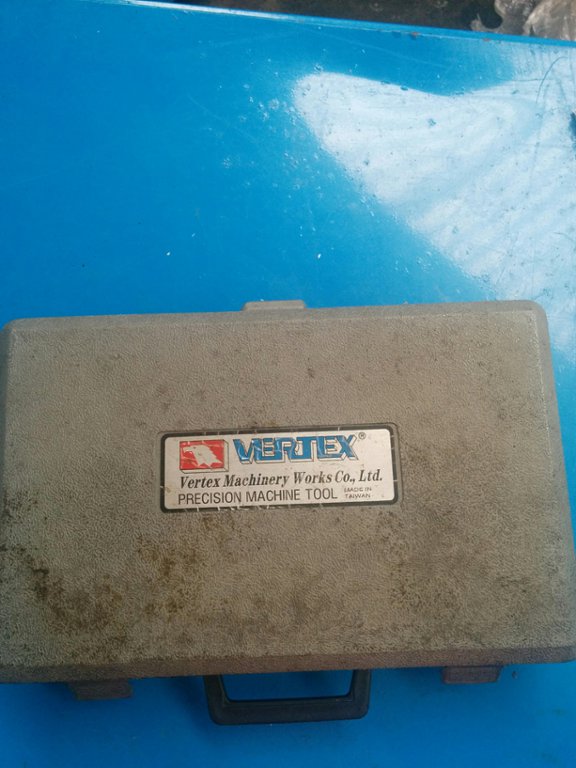 VERTEX®
Vertex Machinery Works Co., Ltd.
PRECISION MACHINE TOOL MADE IN TAIWAN